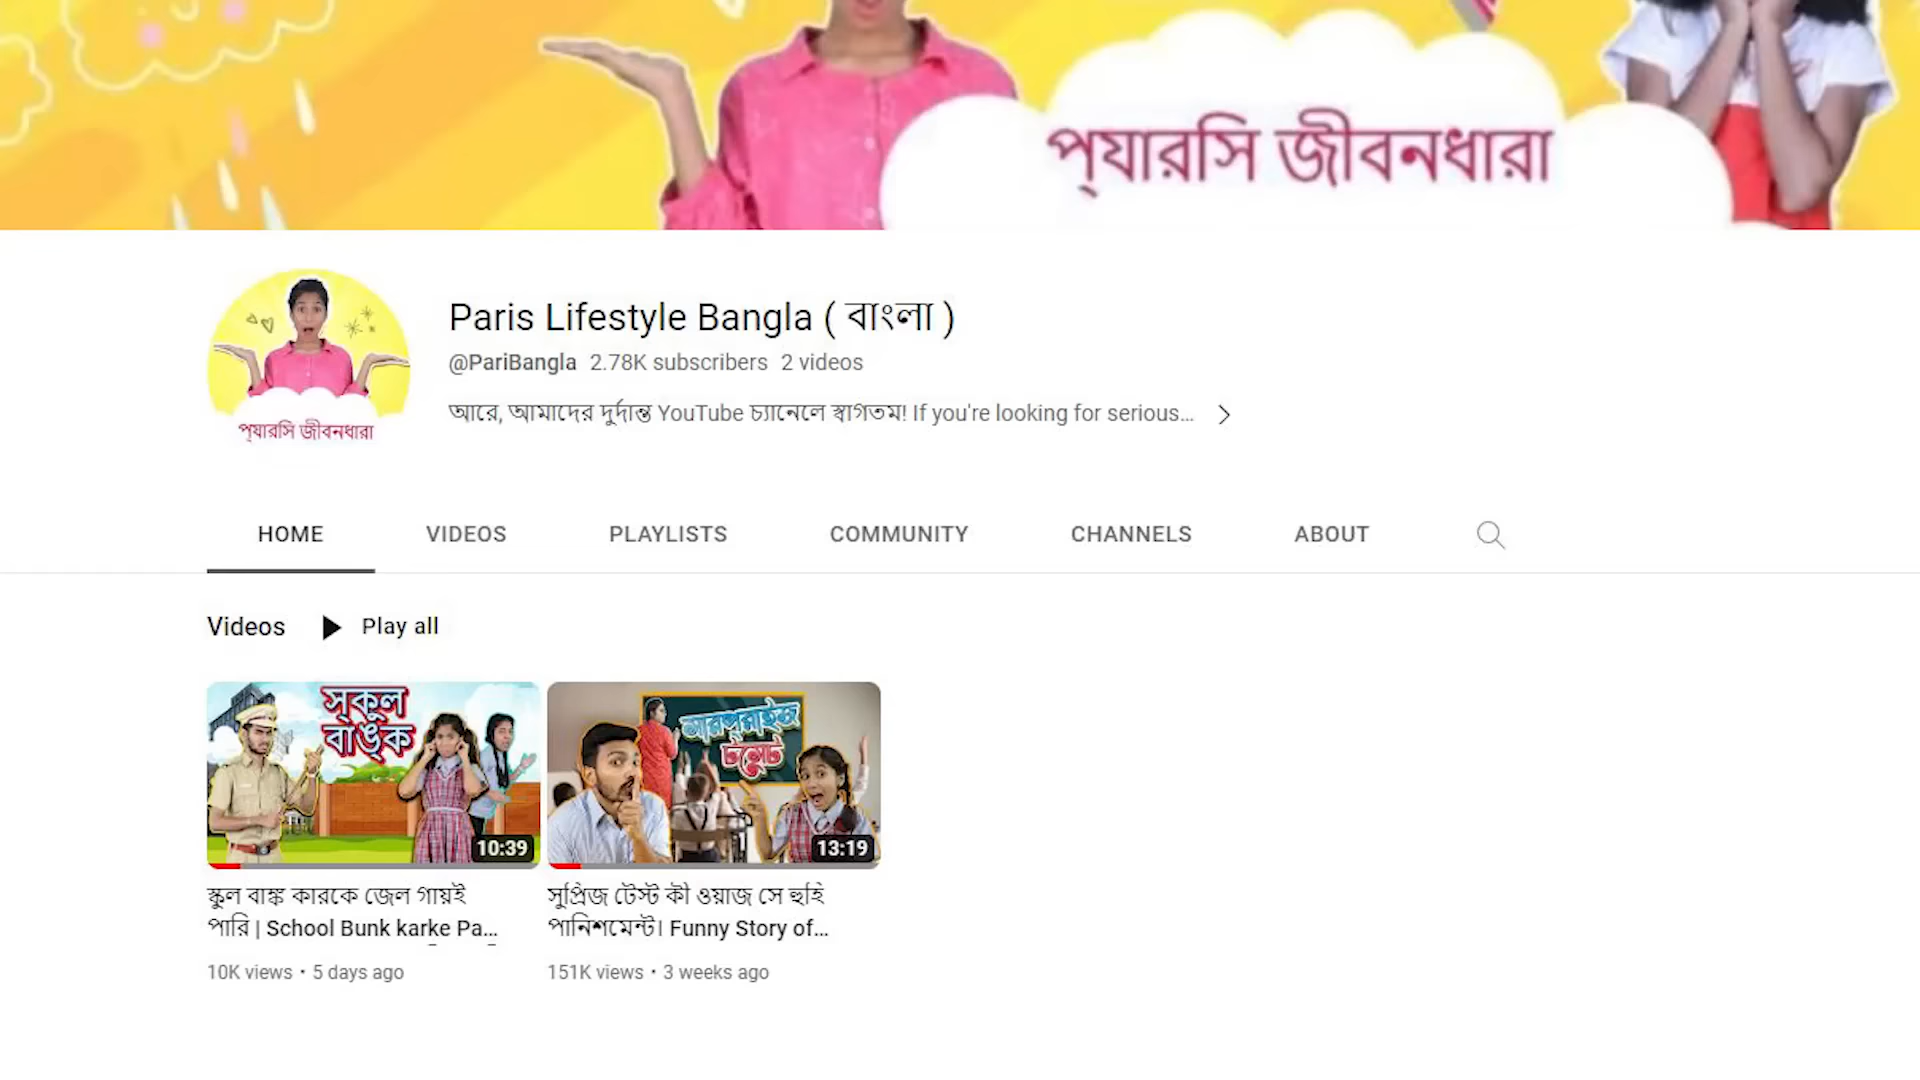 প্যারসি জীবনধারা
প্যারসি জীবনধারা
Paris Lifestyle Bangla ( বাংলা )
@PariBangla 2.78K subscribers 2 videos
আরে, আমাদের দুর্দান্ত YouTube চ্যানেলে স্বাগতম! If you're looking for serious...
HOME VIDEOS PLAYLISTS COMMUNITY CHANNELS ABOUT
Videos Play all
স্কুল
বাঙ্ক
10:39
সারপ্রাইজ
টেস্ট
13:19
স্কুল বাঙ্ক কারকে জেল গায়ই
পারি | School Bunk karke Pa...
10K views • 5 days ago
সুপ্রিজ টেস্ট কী ওয়াজ সে হুহি
পানিশমেন্ট। Funny Story of...
151K views • 3 weeks ago